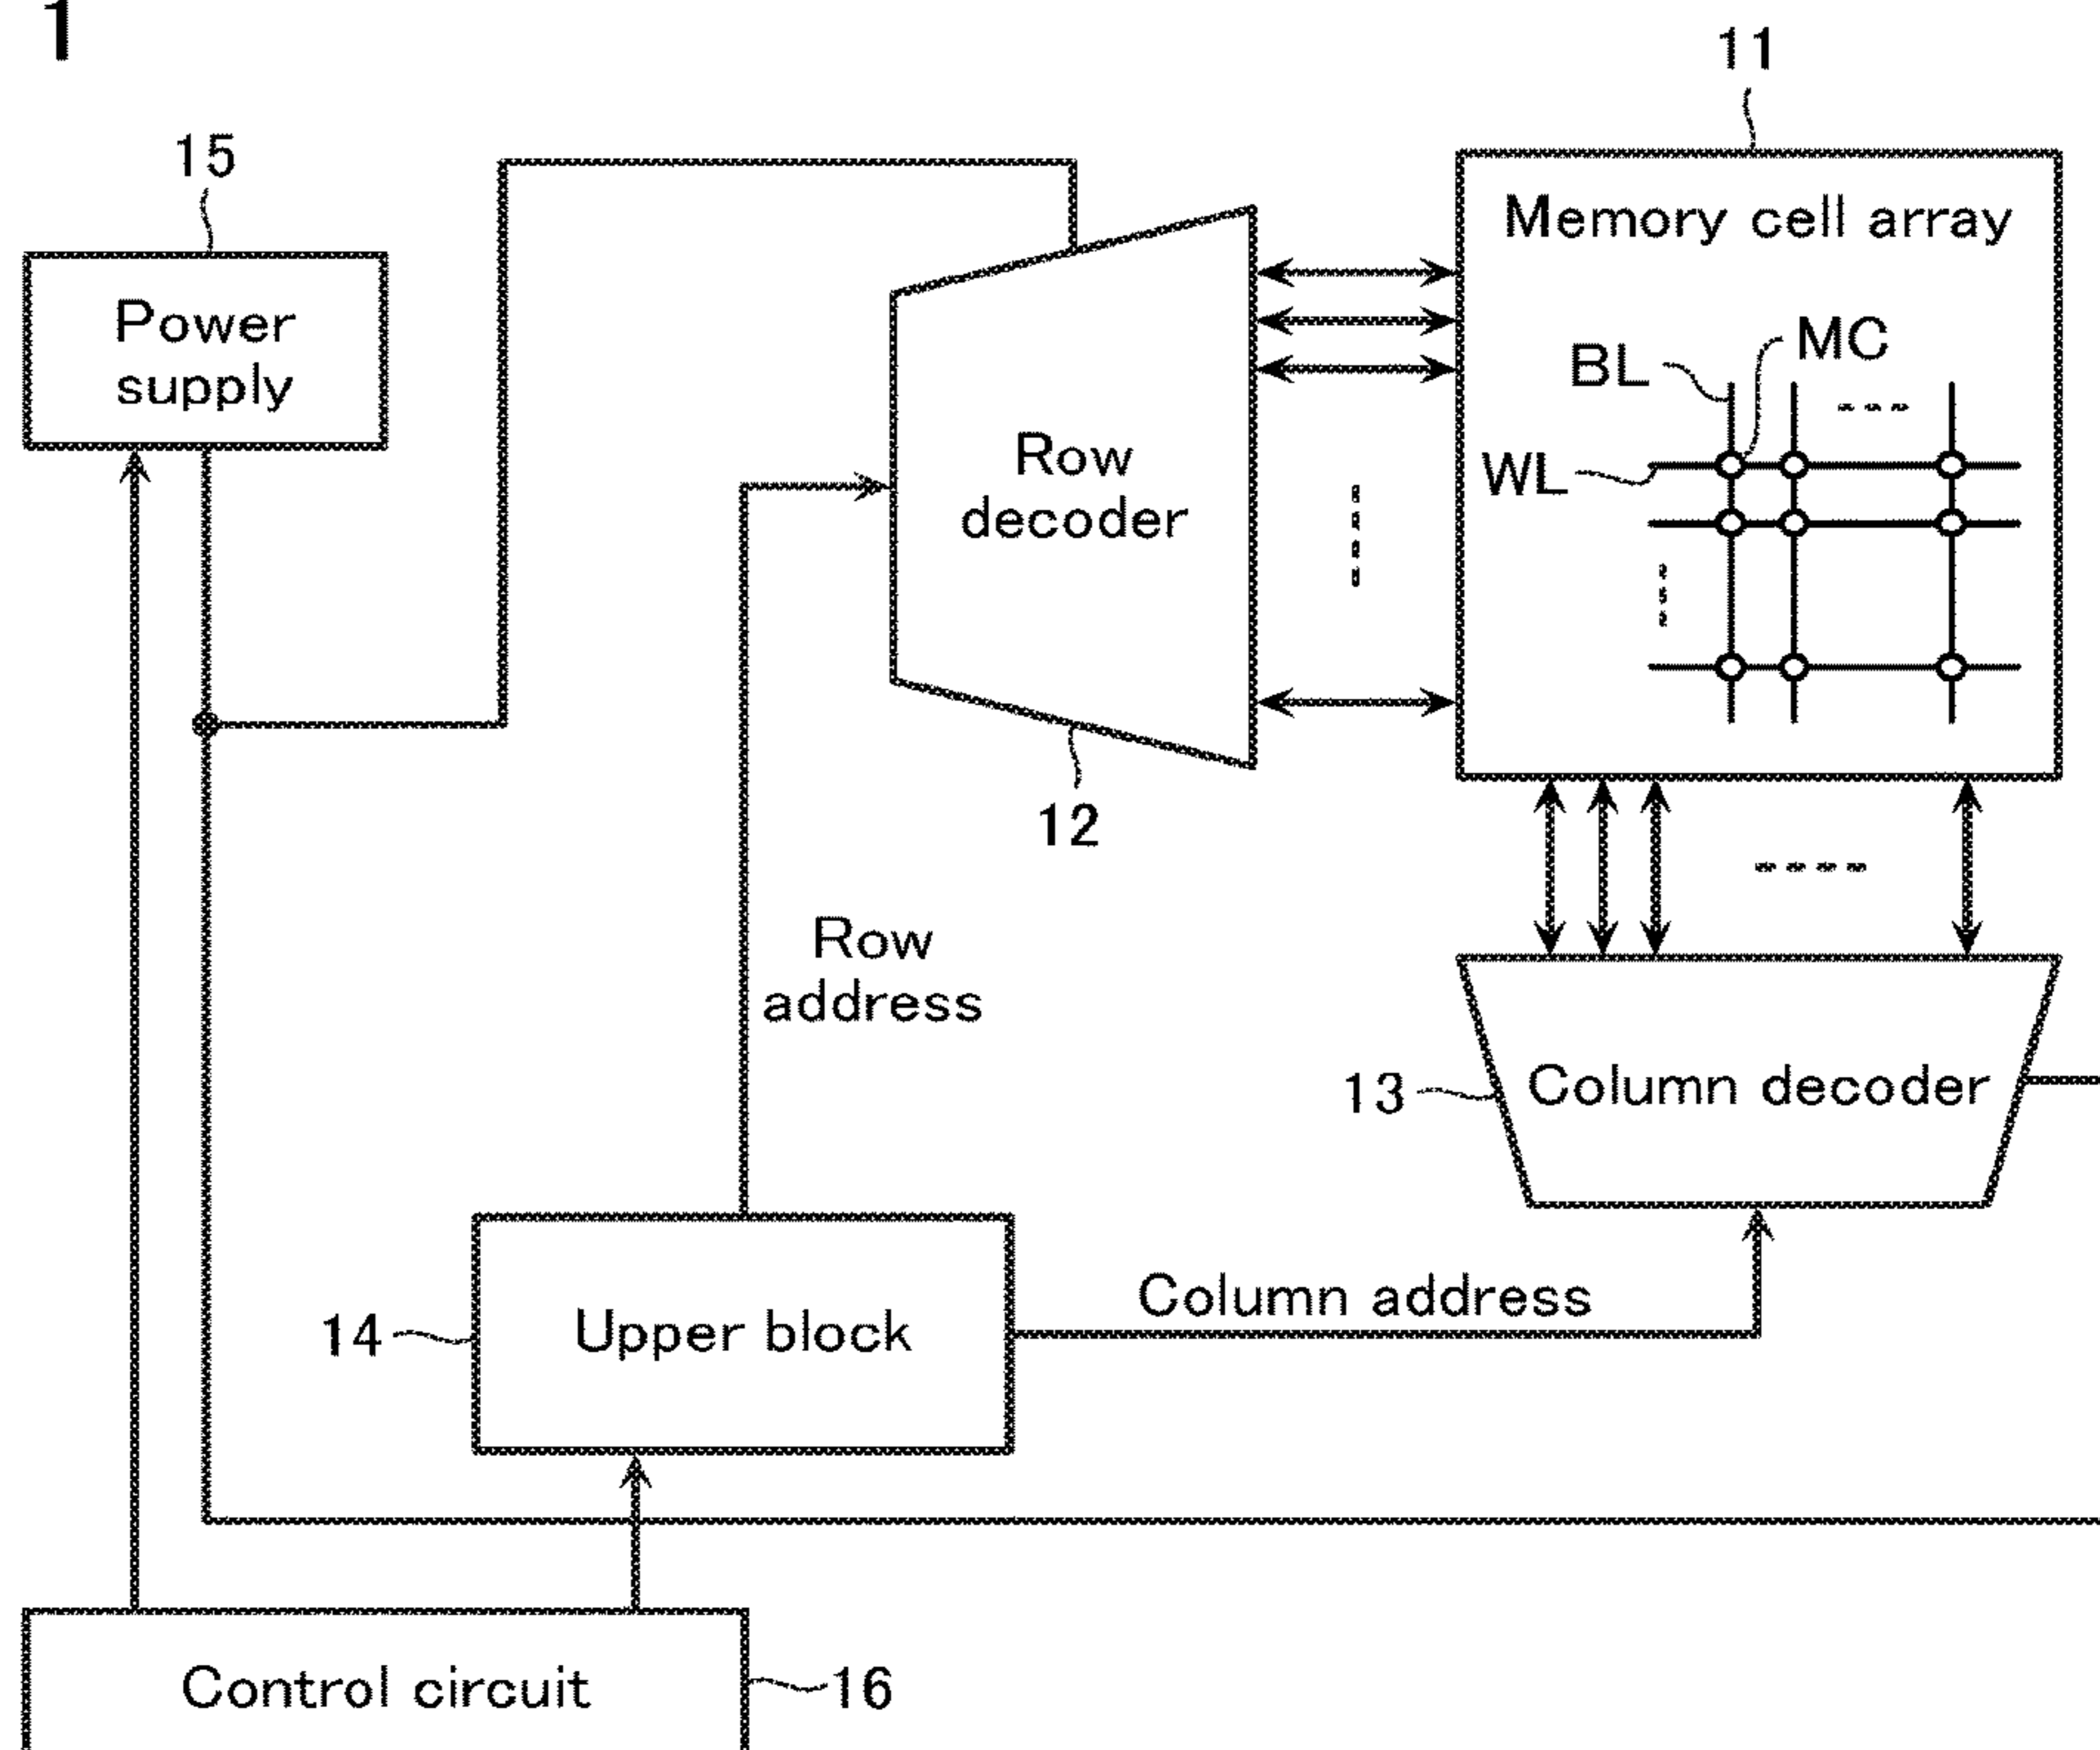 1
11
15
Memory cell array
Power
supply
MC
BL
WL
Row
decoder
12
Row
address
13
Column decoder
Column address
14
Upper block
Control circuit
16